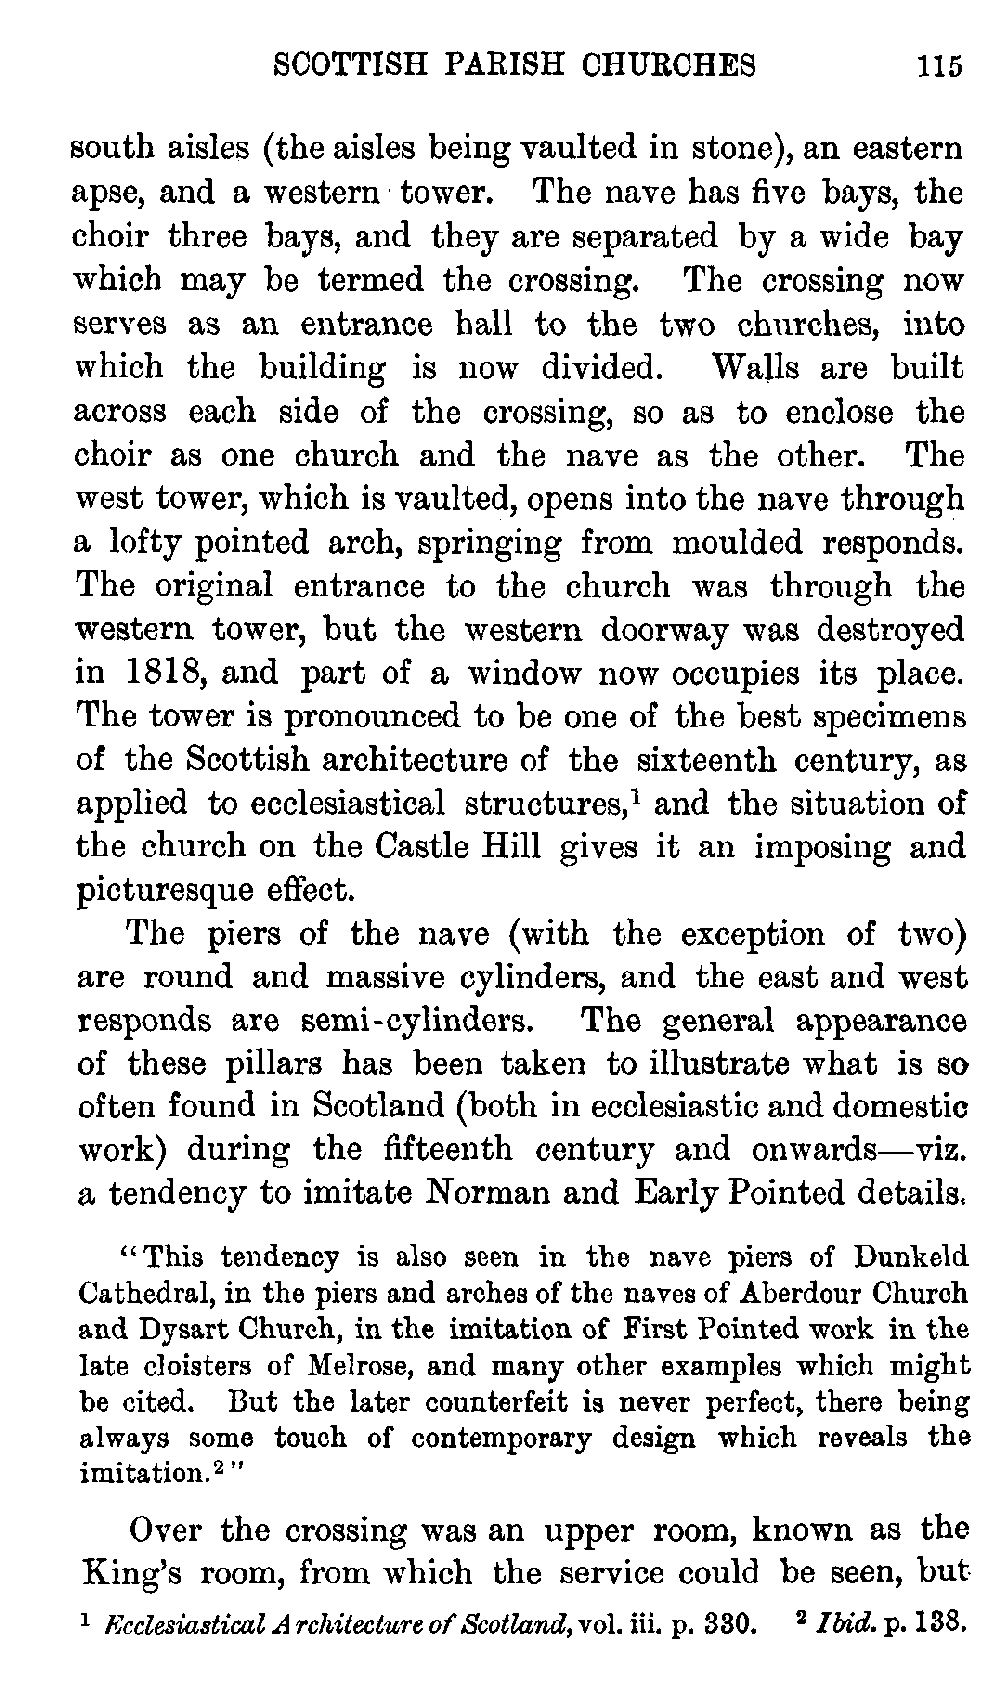 SCOTTISH PARISH CHURCHES 115
south aisles (the aisles being vaulted in stone), an eastern
apse, and a western tower. The nave has five bays, the
choir three bays, and they are separated by a wide bay
which may be termed the crossing. The crossing now
serves as an entrance hall to the two churches, into
which the building is now divided. Walls are built
across each side of the crossing, so as to enclose the
choir as one church and the nave as the other. The
west tower, which is vaulted, opens into the nave through
a lofty pointed arch, springing from moulded responds.
The original entrance to the church was through the
western tower, but the western doorway was destroyed
in 1818, and part of a window now occupies its place.
The tower is pronounced to be one of the best specimens
of the Scottish architecture of the sixteenth century, as
applied to ecclesiastical structures,¹ and the situation of
the church on the Castle Hill gives it an imposing and
picturesque effect.
The piers of the nave (with the exception of two)
are round and massive cylinders, and the east and west
responds are semi-cylinders. The general appearance
of these pillars has been taken to illustrate what is so
often found in Scotland (both in ecclesiastic and domestic
work) during the fifteenth century and onwards—viz.
a tendency to imitate Norman and Early Pointed details.
“This tendency is also seen in the nave piers of Dunkeld
Cathedral, in the piers and arches of the naves of Aberdour Church
and Dysart Church, in the imitation of First Pointed work in the
late cloisters of Melrose, and many other examples which might
be cited. But the later counterfeit is never perfect, there being
always some touch of contemporary design which reveals the
imitation.²”
Over the crossing was an upper room, known as the
King’s room, from which the service could be seen, but
¹ Ecclesiastical Architecture of Scotland, vol. iii. p. 330. ² Ibid. p. 138.